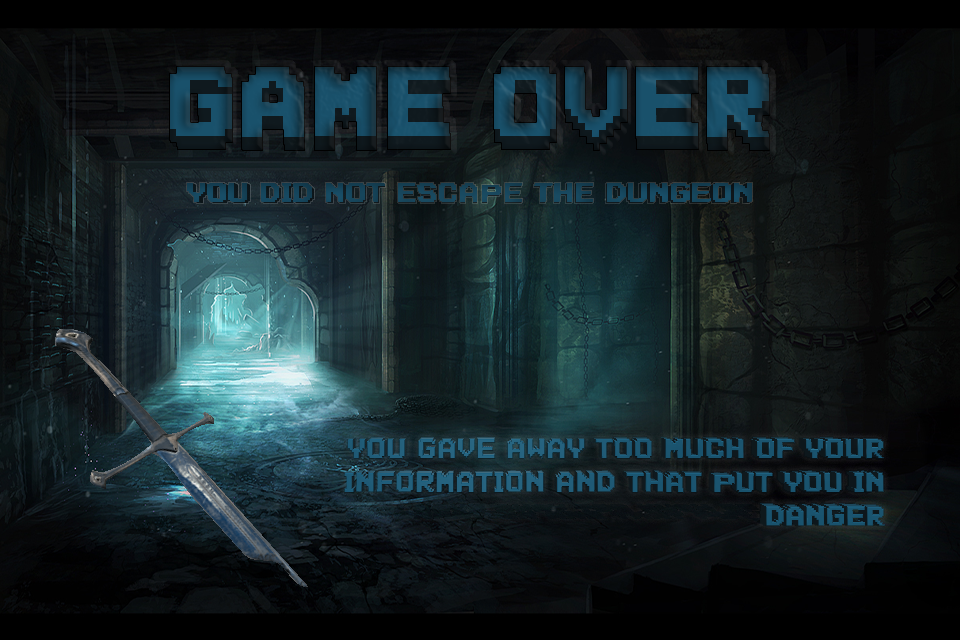 GAME OVER
YOU DID NOT ESCAPE THE DUNGEON
YOU GAVE AWAY TOO MUCH OF YOUR
INFORMATION AND THAT PUT YOU IN
DANGER